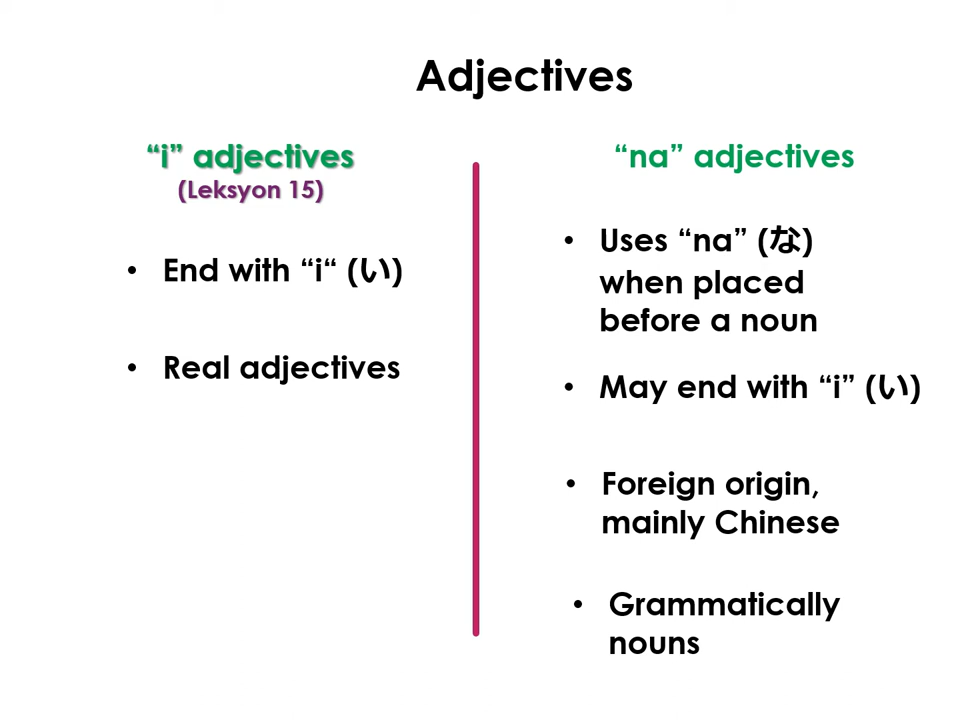 Adjectives
“i” adjectives
(Leksyon 15)
• End with “i“ (い)
• Real adjectives
“na” adjectives
• Uses “na” (な)
when placed
before a noun
• May end with “i” (い)
• Foreign origin,
mainly Chinese
• Grammatically
nouns